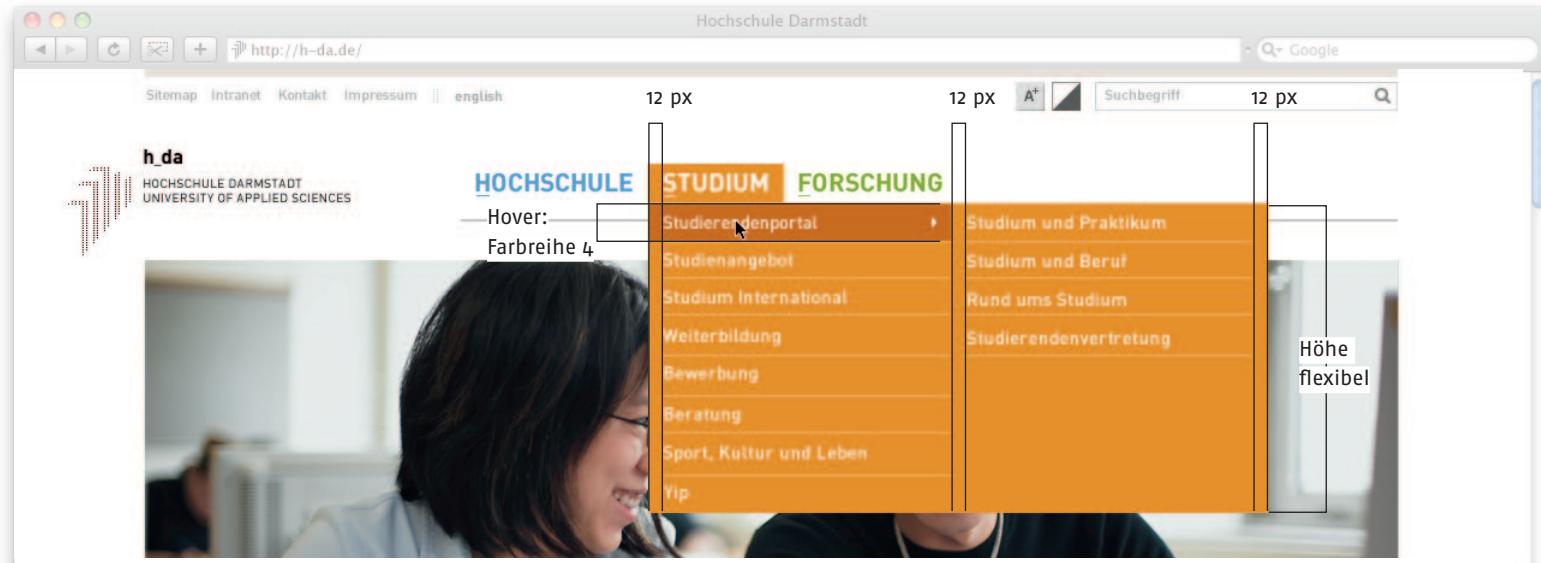 Hochschule Darmstadt
http://h-da.de/
Google
Sitemap Intranet Kontakt Impressum english
A+
Suchbegriff
12 px
12 px
12 px
h_da
HOCHSCHULE DARMSTADT
UNIVERSITY OF APPLIED SCIENCES
HOCHSCHULE STUDIUM FORSCHUNG
Hover:
Farbreihe 4
Studierendenportal
Studienangebot
Studium International
Weiterbildung
Bewerbung
Beratung
Sport, Kultur und Leben
Yip
Studium und Praktikum
Studium und Beruf
Rund ums Studium
Studierendenvertretung
Höhe
flexibel